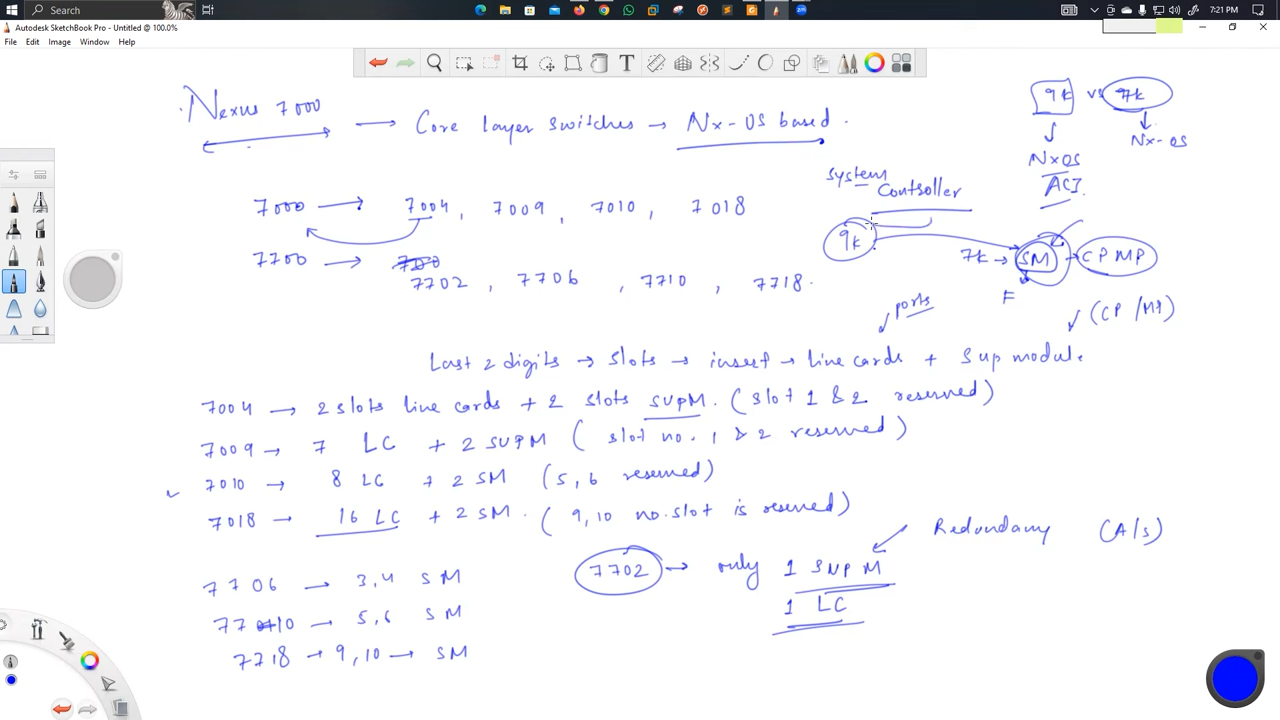 Search
7:21 PM
Autodesk SketchBook Pro - Untitled @ 100.0%
File Edit Image Window Help
9k vs 7k
Nexus 7000 → Core layer switches → Nx-OS based.
NxOS Nx-OS
ACI
System Controller
7000 → 7004, 7009, 7010, 7018
9k 7k → SM → CP MP
7700 → 7702, 7706, 7710, 7718.
F
ports (CP /MP)
Last 2 digits → slots → insert → line cards + Sup module.
7004 → 2 slots line cards + 2 slots SUPM. (slot 1 & 2 reserved)
7009 → 7 LC + 2 SUPM (slot no. 1 & 2 reserved)
7010 → 8 LC + 2 SM (5, 6 reserved)
7018 → 16 LC + 2 SM. (9, 10 no. slot is reserved)
Redundancy (A/S)
7702 → only 1 SUP M
1 LC
7706 → 3, 4 SM
7710 → 5, 6 SM
7718 → 9, 10 → SM